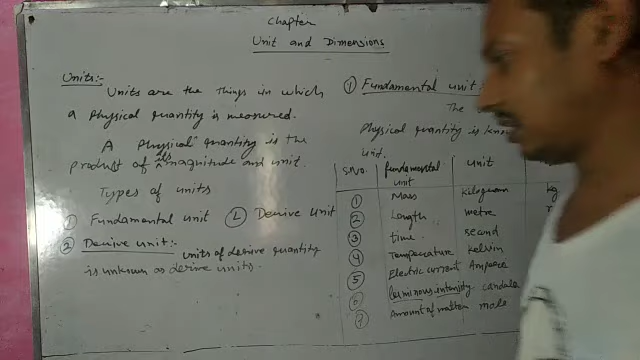 Chapter
Unit and Dimensions
Units:-
Units are the Things in which
a Physical quantity is measured.
A Physical quantity is the
product of its magnitude and unit.
Types of units
① Fundamental unit ② Derive unit
② Derive unit:- units of derive quantity
is unknown as derive units.
① Fundamental unit:
The
Physical quantity is know
unit.
S.No. fundamental unit unit
① Mass kilogram kg
② Length metre
③ time second
④ Temperature kelvin
⑤ Electric current Ampere
⑥ luminous intensity candala
⑦ Amount of matter mole